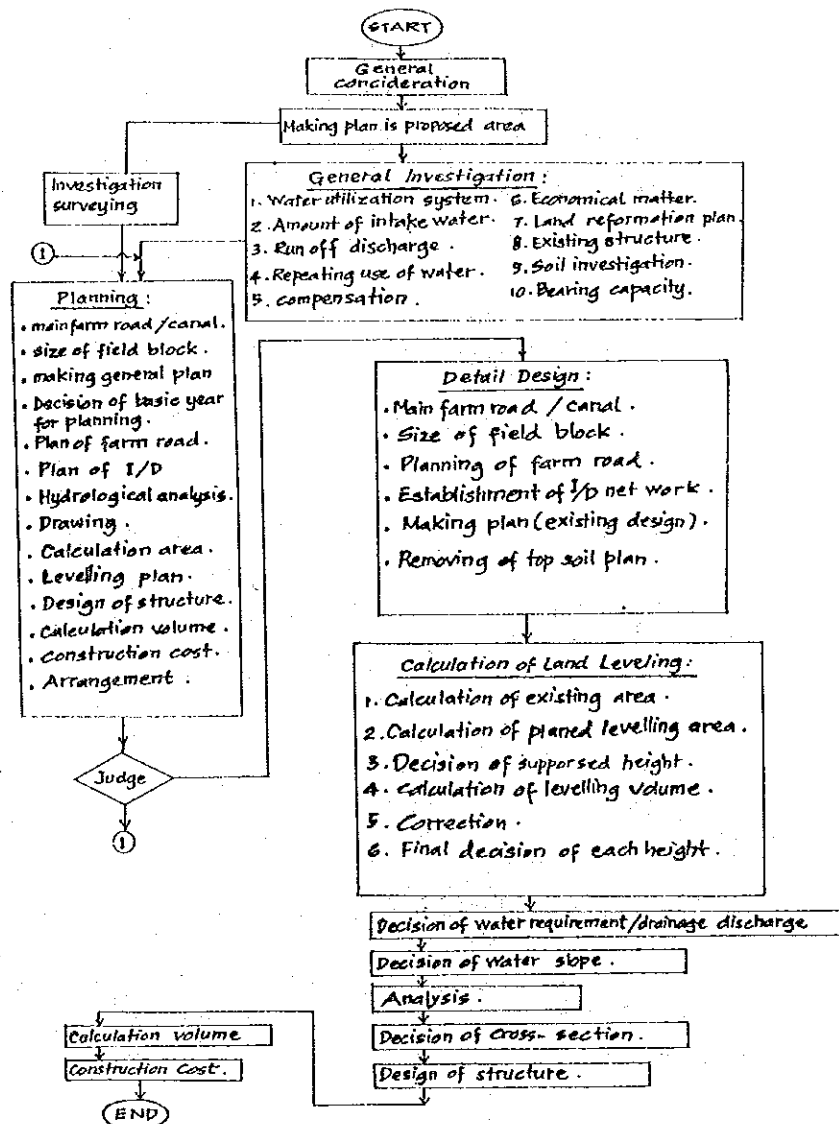 START
General
concideration
Making plan is proposed area
Investigation
surveying
General Investigation :
1. Water utilization system.
2. Amount of intake water.
3. Run off discharge .
4. Repeating use of water.
5. compensation .
6. Economical matter.
7. Land reformation plan
8. Existing structure.
9. Soil investigation.
10. Bearing capacity.
1
Planning :
. main farm road / canal.
. size of field block .
. making general plan
. Decision of basic year
for planning.
. Plan of farm road.
. Plan of I/D
. Hydrological analysis.
. Drawing .
. Calculation area.
. Levelling plan .
. Design of structure.
. Calculation volume .
. Construction cost.
. Arrangement .
Judge
1
Detail Design :
. Main farm road / canal.
. Size of field block .
. Planning of farm road.
. Establishment of I/D net work.
. Making plan (existing design).
. Removing of top soil plan .
Calculation of Land Leveling:
1. Calculation of existing area .
2. Calculation of planed levelling area.
3. Decision of supporsed height.
4. calculation of levelling volume .
5. Correction .
6. Final decision of each height.
Decision of water requirement/drainage discharge
Decision of water slope.
Analysis .
Decision of cross- section.
Design of structure .
Calculation volume
Construction Cost.
END